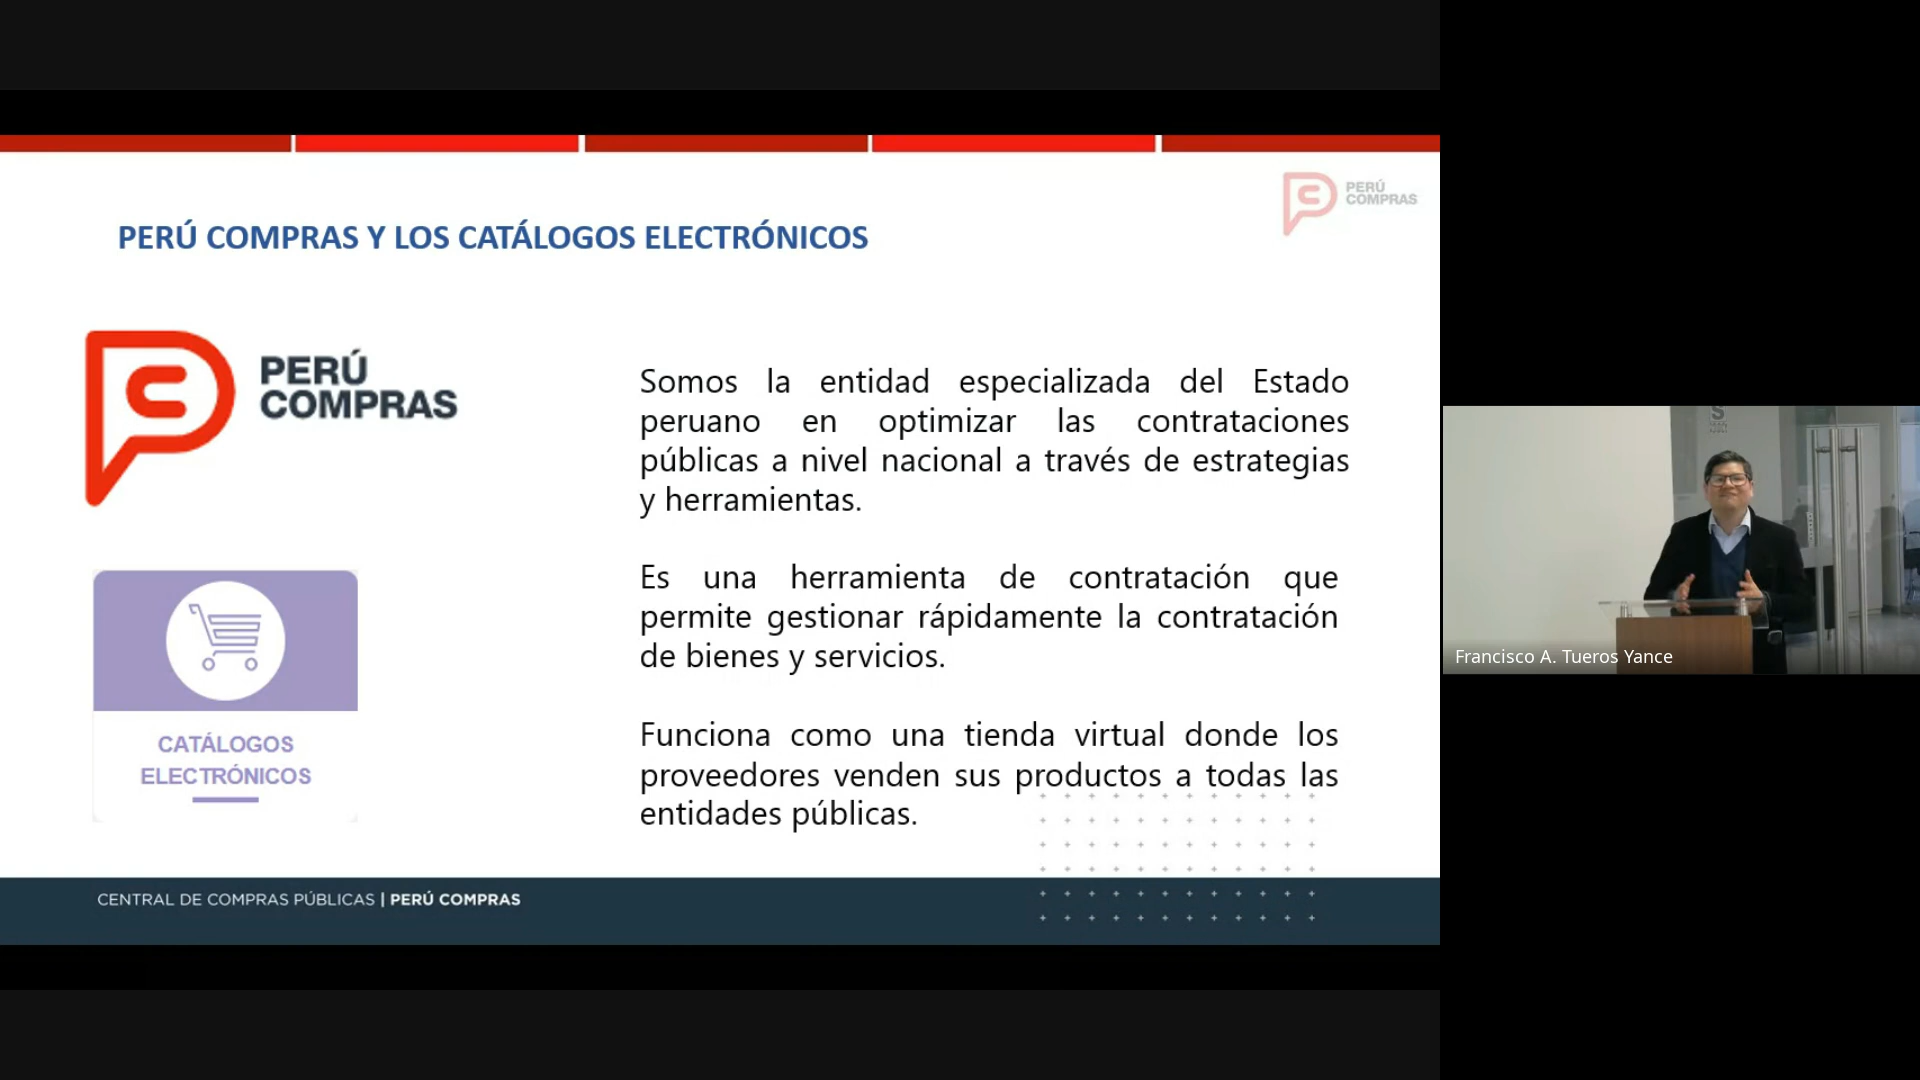 PERÚ
COMPRAS
PERÚ COMPRAS Y LOS CATÁLOGOS ELECTRÓNICOS
PERÚ
COMPRAS
Somos la entidad especializada del Estado
peruano en optimizar las contrataciones
públicas a nivel nacional a través de estrategias
y herramientas.
Es una herramienta de contratación que
permite gestionar rápidamente la contratación
de bienes y servicios.
CATÁLOGOS
ELECTRÓNICOS
Funciona como una tienda virtual donde los
proveedores venden sus productos a todas las
entidades públicas.
CENTRAL DE COMPRAS PÚBLICAS | PERÚ COMPRAS
Francisco A. Tueros Yance